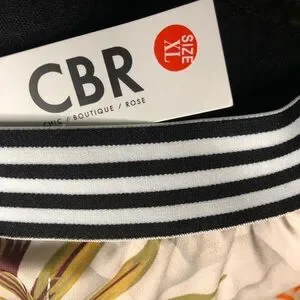 CBR
CHIC / BOUTIQUE / ROSE
SIZE
XL